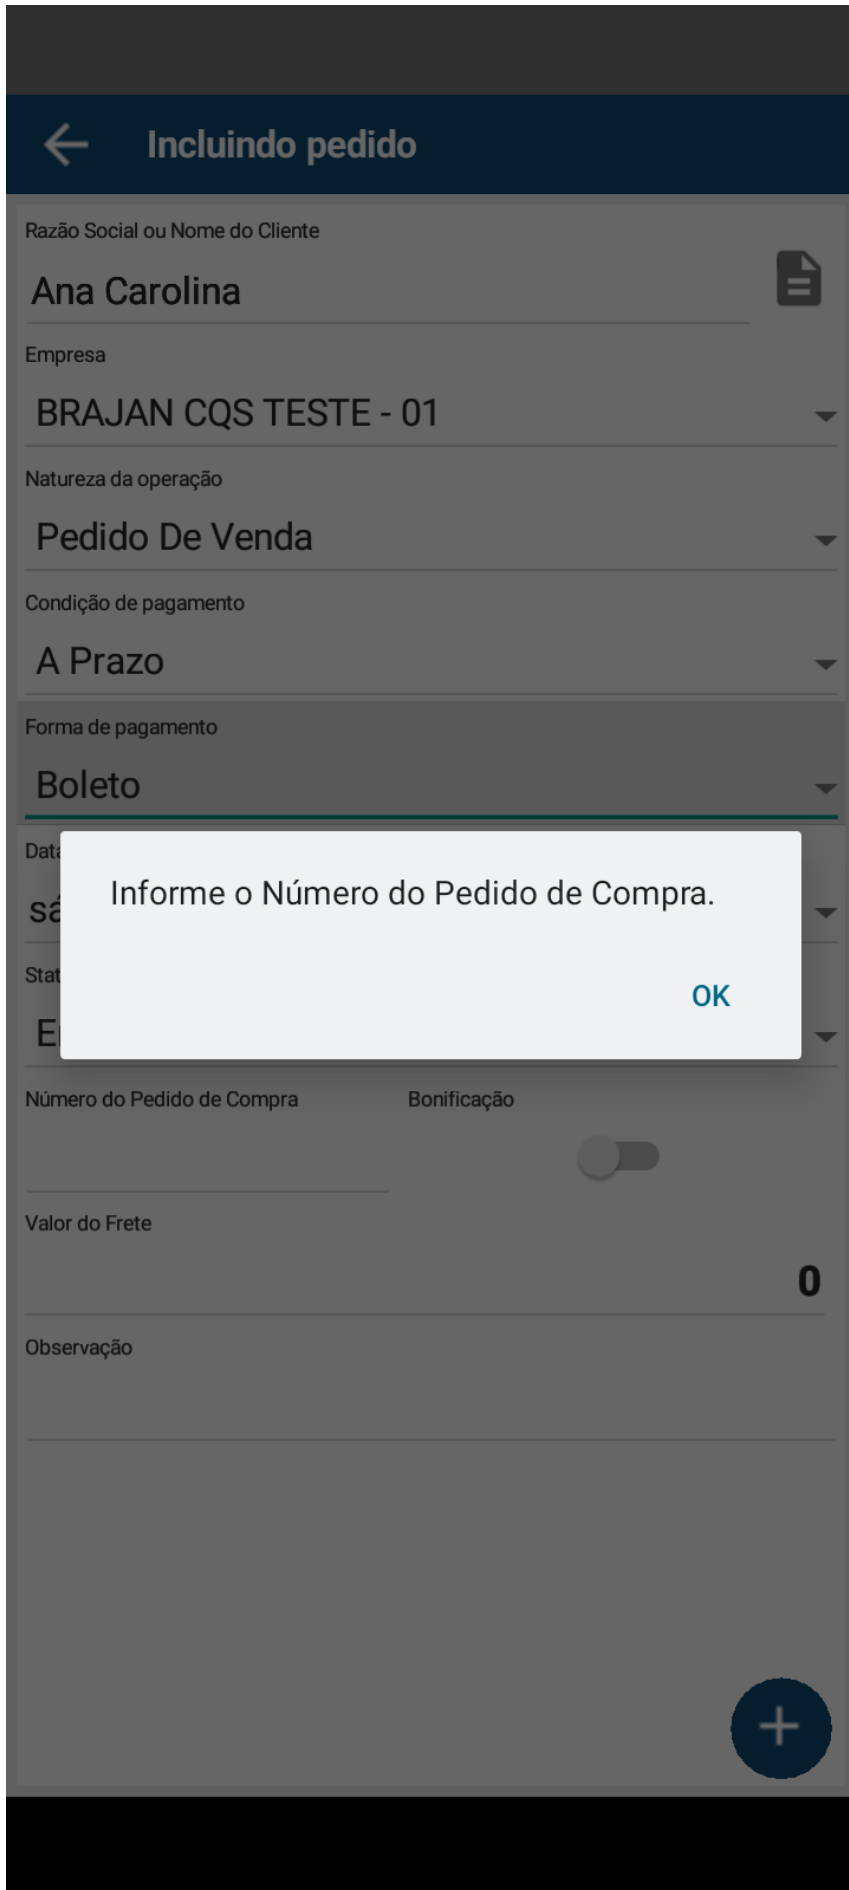 Incluindo pedido
Razão Social ou Nome do Cliente
Ana Carolina
Empresa
BRAJAN CQS TESTE - 01
Natureza da operação
Pedido De Venda
Condição de pagamento
A Prazo
Forma de pagamento
Boleto
Informe o Número do Pedido de Compra.
OK
Número do Pedido de Compra
Bonificação
Valor do Frete
0
Observação